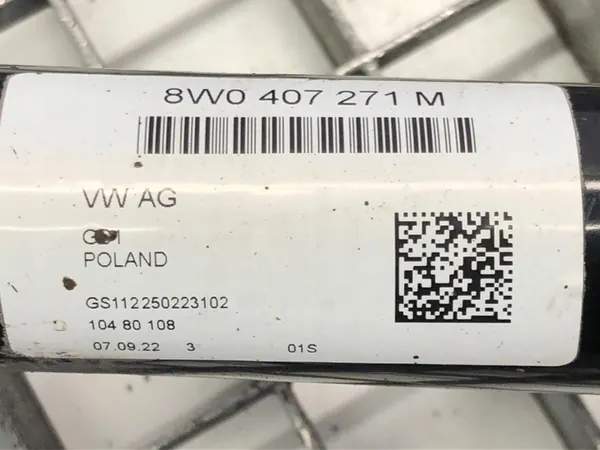 8W0 407 271 M
VW AG
POLAND
GS112250223102
104 80 108
07.09.22 3 01S